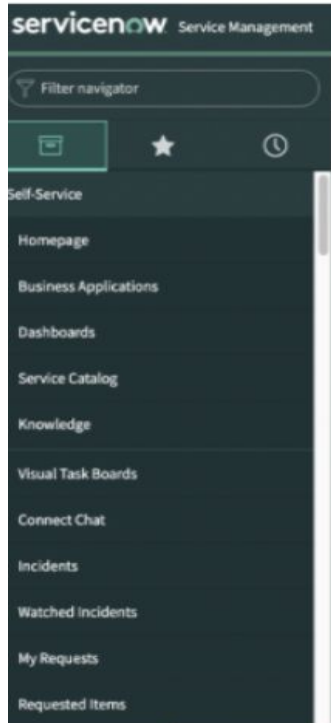 servicenow Service Management
Filter navigator
Self-Service
Homepage
Business Applications
Dashboards
Service Catalog
Knowledge
Visual Task Boards
Connect Chat
Incidents
Watched Incidents
My Requests
Requested Items